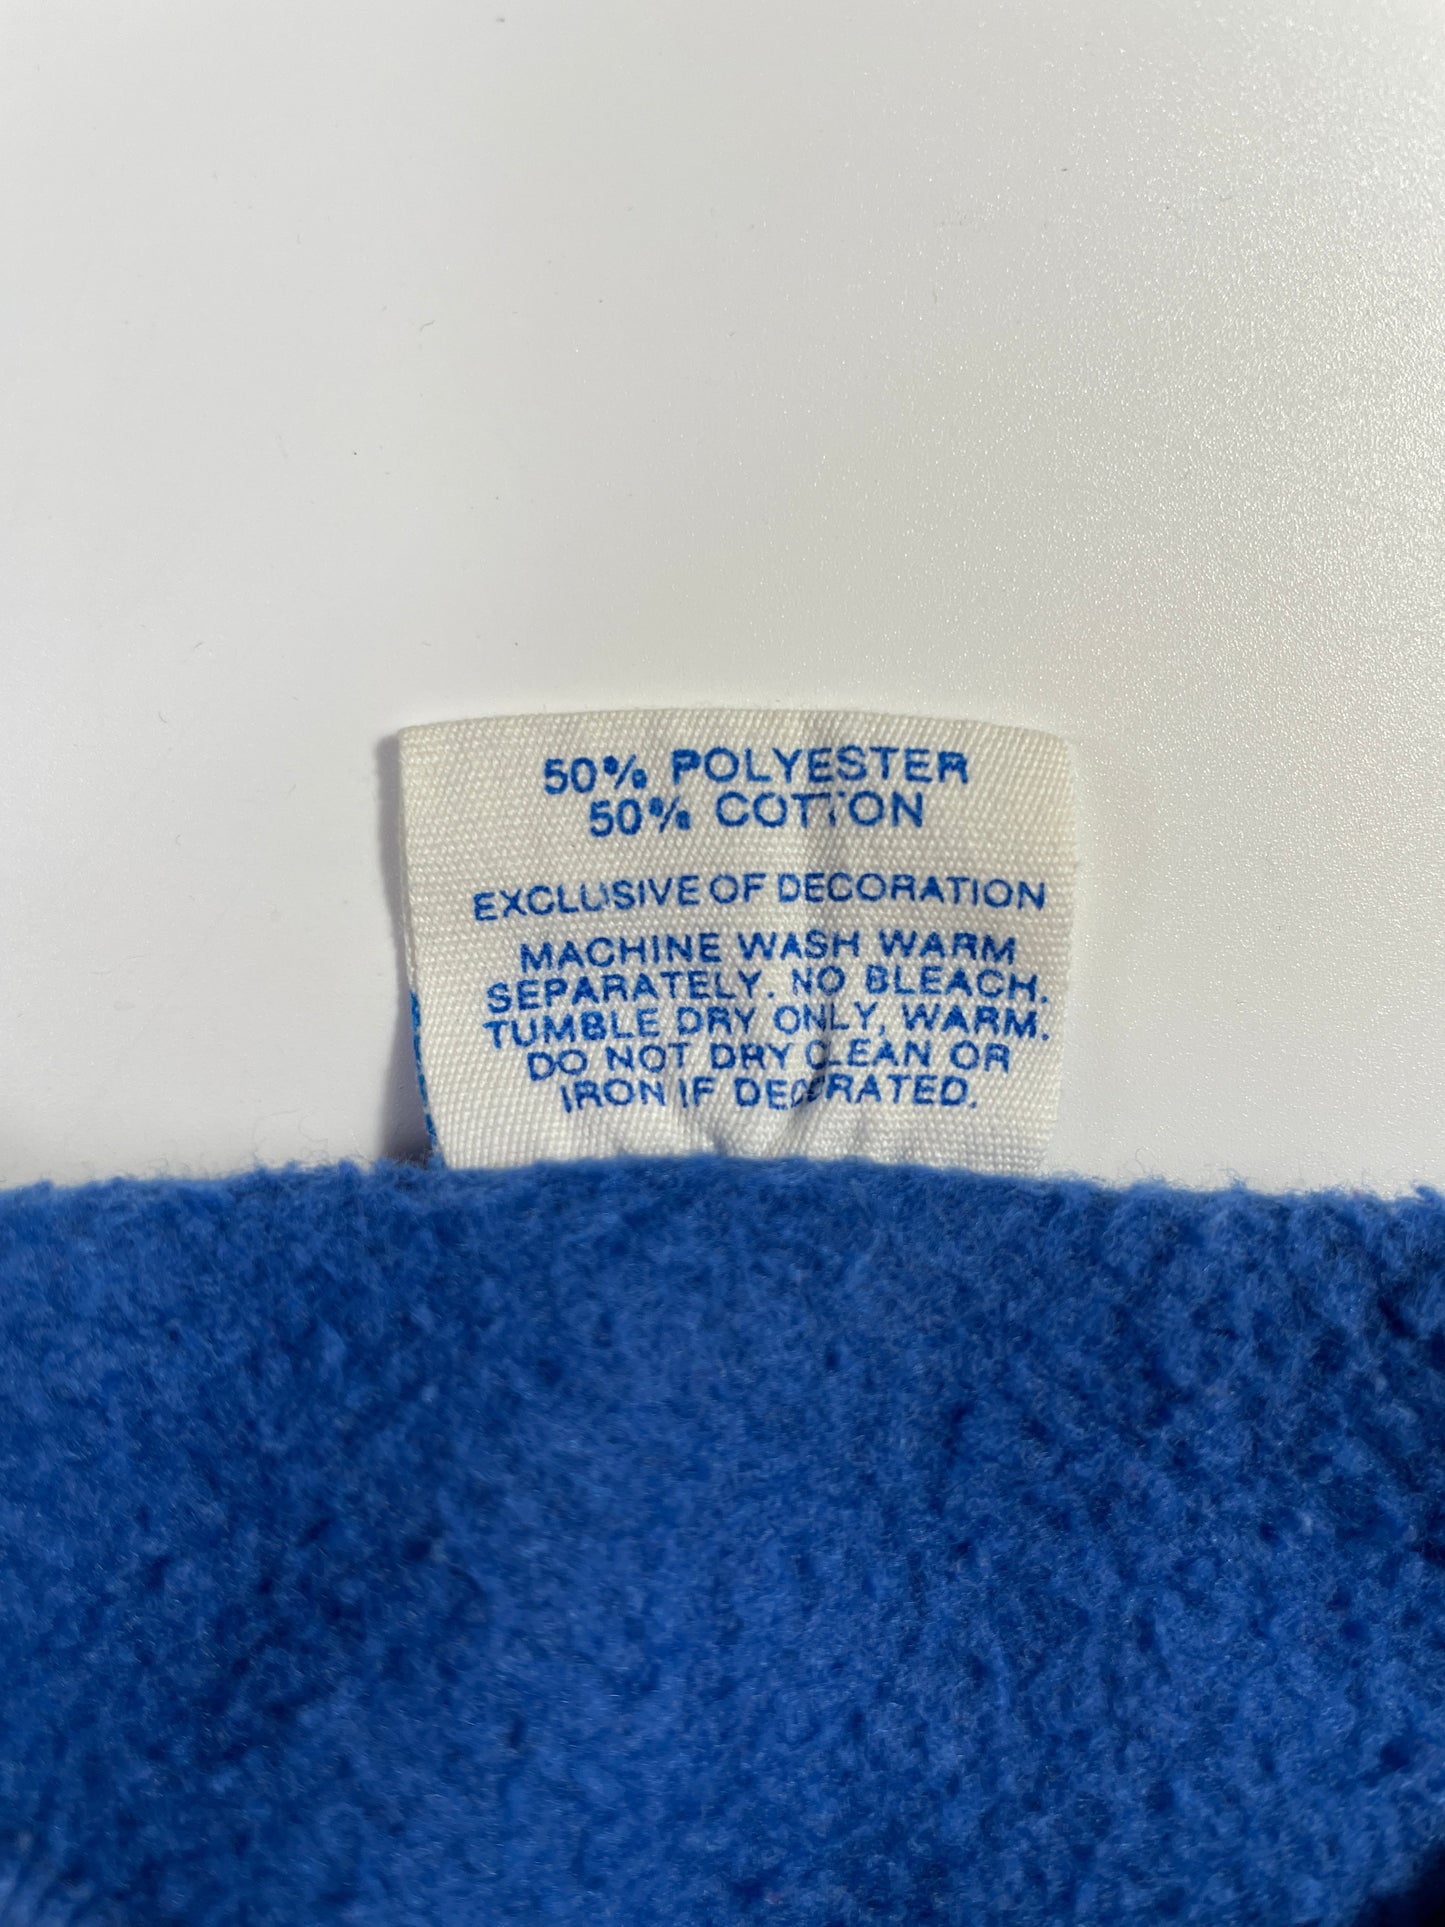 50% POLYESTER
50% COTTON
EXCLUSIVE OF DECORATION
MACHINE WASH WARM
SEPARATELY. NO BLEACH.
TUMBLE DRY ONLY, WARM.
DO NOT DRY CLEAN OR
IRON IF DECORATED.